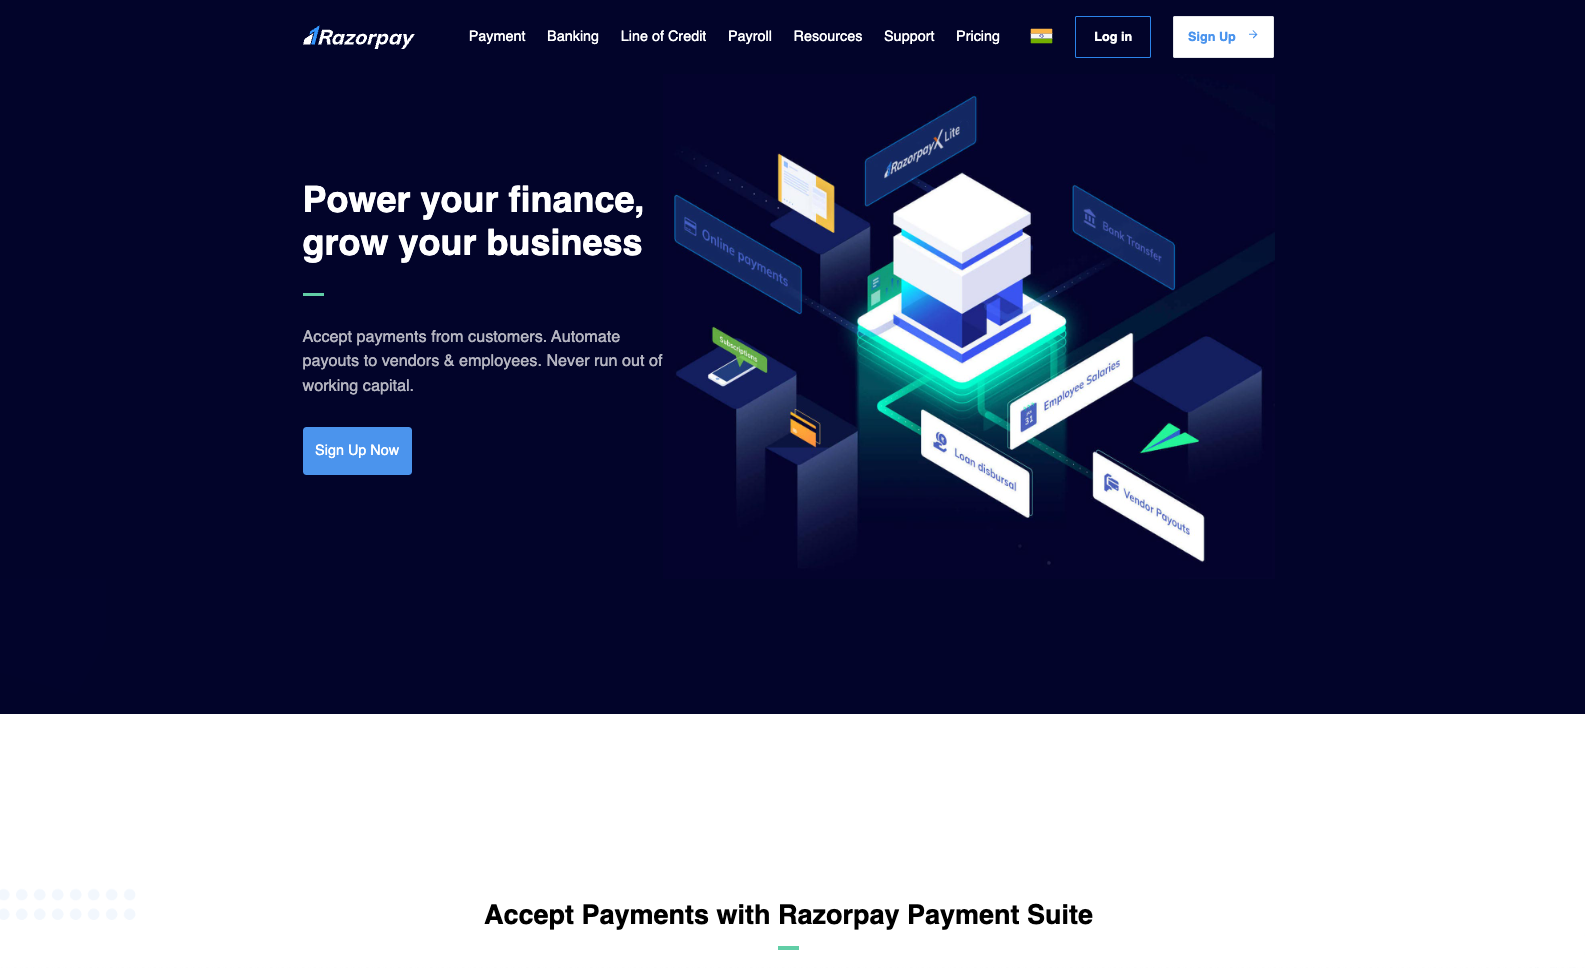 Razorpay
Payment Banking Line of Credit Payroll Resources Support Pricing
Log in
Sign Up
Power your finance,
grow your business
Accept payments from customers. Automate
payouts to vendors & employees. Never run out of
working capital.
Sign Up Now
RazorpayX Lite
Online payments
Bank Transfer
Subscriptions
Employee Salaries
31
Loan disbursal
Vendor Payouts
Accept Payments with Razorpay Payment Suite